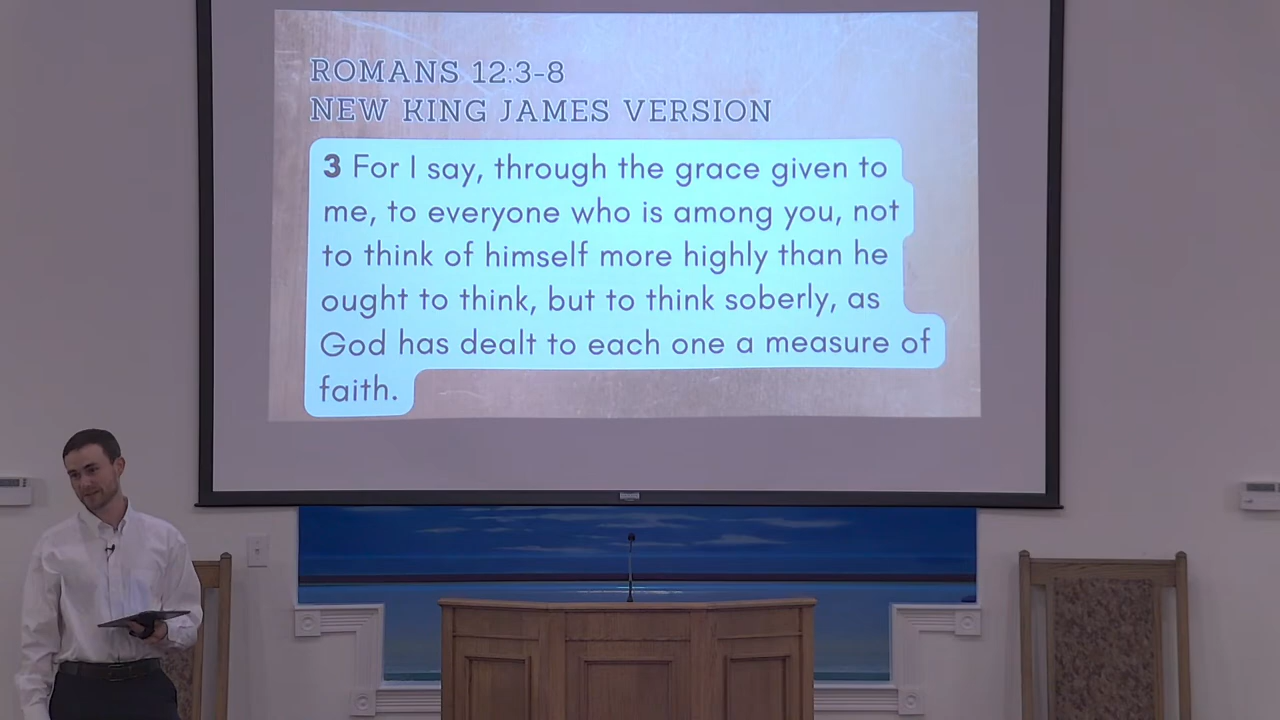 ROMANS 12:3-8
NEW KING JAMES VERSION
3 For I say, through the grace given to
me, to everyone who is among you, not
to think of himself more highly than he
ought to think, but to think soberly, as
God has dealt to each one a measure of
faith.